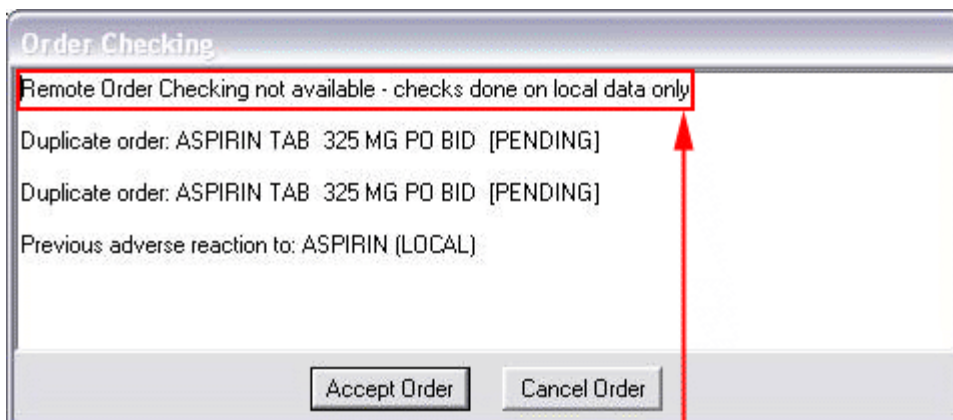 Order Checking
Remote Order Checking not available - checks done on local data only
Duplicate order: ASPIRIN TAB 325 MG PO BID [PENDING]
Duplicate order: ASPIRIN TAB 325 MG PO BID [PENDING]
Previous adverse reaction to: ASPIRIN (LOCAL)
Accept Order Cancel Order